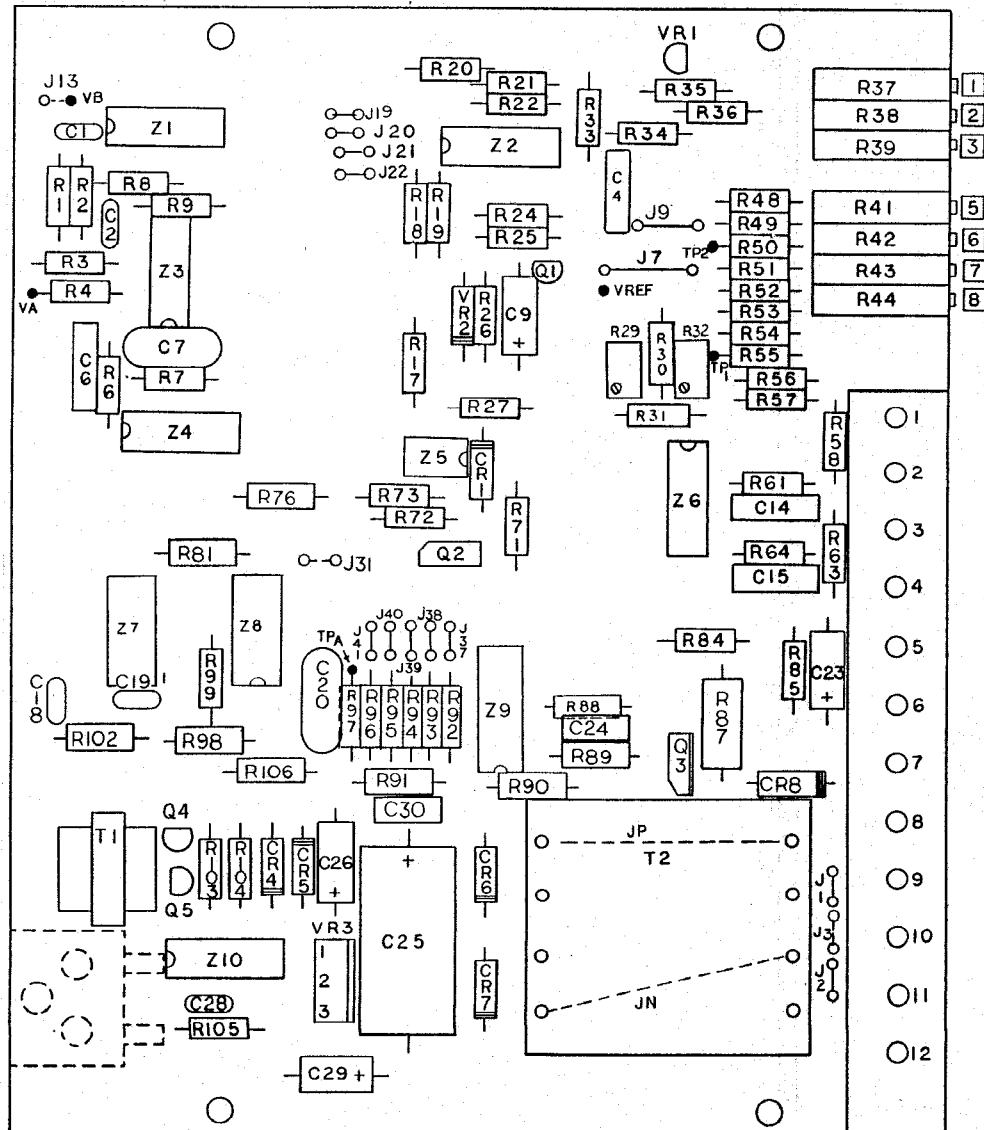 VR1
R20
R21
R22
R35
R36
R33
R34
R37 1
R38 2
R39 3
J13
VB
C1
Z1
J19
J20
J21
J22
Z2
C4
R1
R2
R8
R9
C2
Z3
R3
R4
VA
R18
R19
R24
R25
Q1
J9
J7
TP2
VREF
R48
R49
R50
R51
R52
R53
R54
R55
R56
R57
R41 5
R42 6
R43 7
R44 8
VR2
R26
C9
+
R17
R29
R30
R32
TP1
R31
C6
R6
C7
R7
Z4
R27
Z5
CR1
R76
R73
R72
R71
Q2
Z6
R58
R61
C14
R64
C15
R63
R81
J31
Z7
Z8
R99
C19
1
C18
R102
R98
R106
TPA
J41
J40
J38
J37
J39
C20
R97
R96
R95
R94
R93
R92
R91
C30
Z9
R88
C24
R89
R90
R84
R85
C23
+
R87
Q3
CR8
1
2
3
4
5
6
7
8
9
10
11
12
T1
Q4
Q5
R103
R104
CR4
CR5
C26
+
VR3
1
2
3
+
C25
CR6
CR7
JP
T2
JN
J1
J3
J2
Z10
C28
R105
C29 +